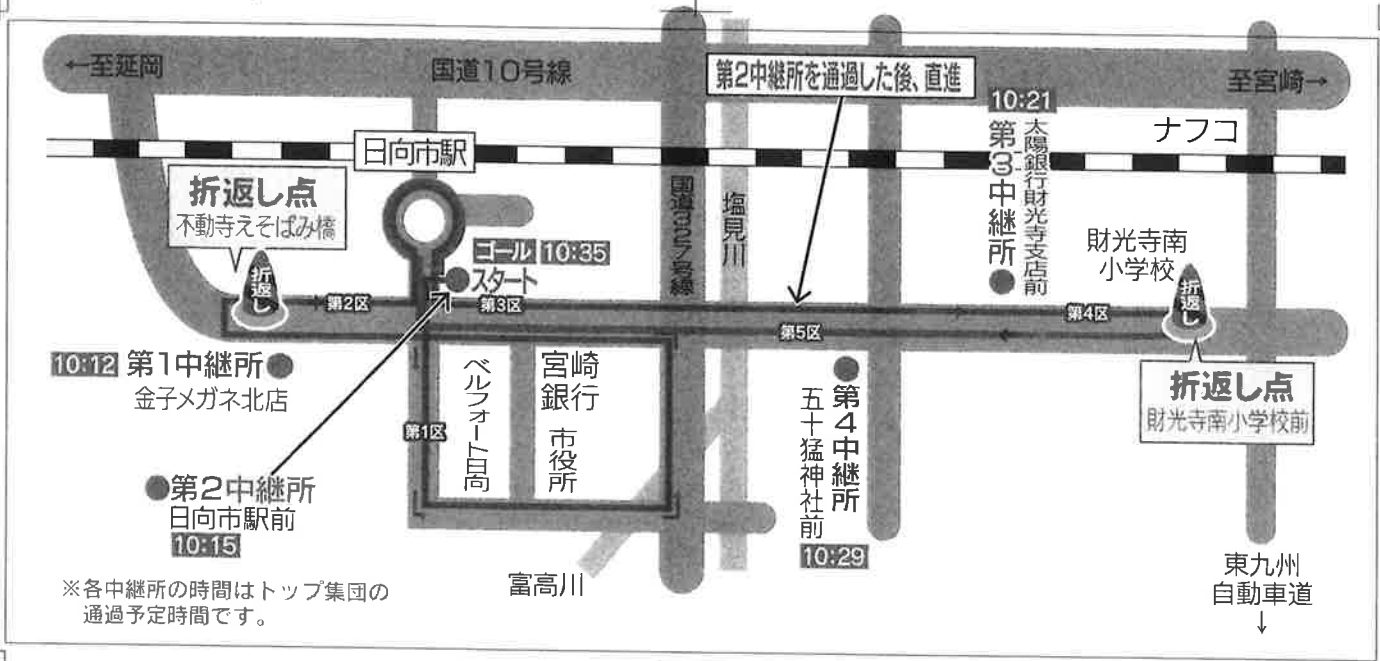 ←至延岡
国道10号線
第2中継所を通過した後、直進
至宮崎→
10:21
第3中継所
太陽銀行財光寺支店前
ナフコ
日向市駅
折返し点
不動寺えそばみ橋
折返し
国道327号線
塩見川
財光寺南
小学校
折返し
ゴール 10:35
スタート
第2区
第3区
第4区
第5区
10:12 第1中継所
金子メガネ北店
ベルフォート日向
宮崎
銀行
市役所
第1区
第4中継所
五十猛神社前
10:29
折返し点
財光寺南小学校前
第2中継所
日向市駅前
10:15
富高川
東九州
自動車道
↓
※各中継所の時間はトップ集団の
通過予定時間です。